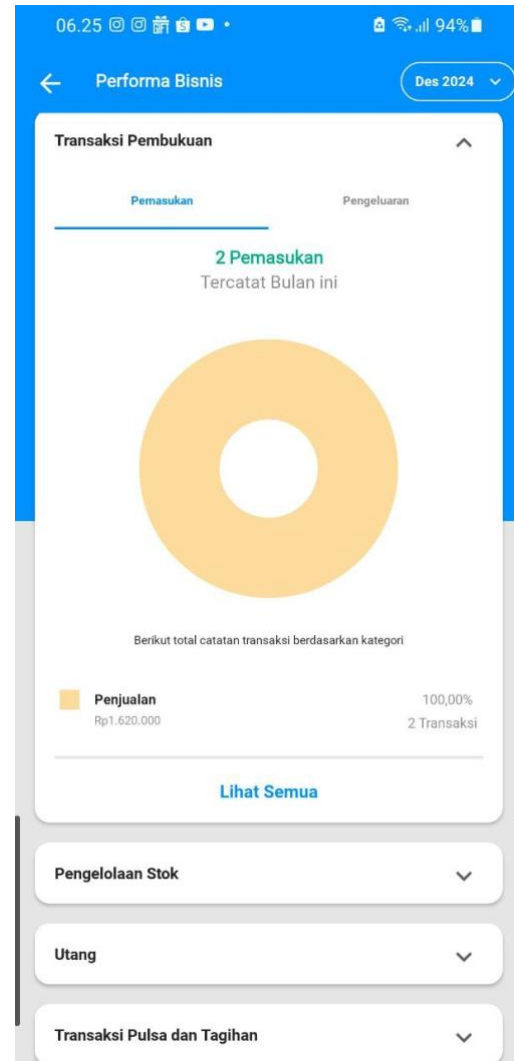 06.25 94%
Performa Bisnis
Des 2024
Transaksi Pembukuan
Pemasukan Pengeluaran
2 Pemasukan
Tercatat Bulan ini
Berikut total catatan transaksi berdasarkan kategori
Penjualan 100,00%
Rp1.620.000 2 Transaksi
Lihat Semua
Pengelolaan Stok
Utang
Transaksi Pulsa dan Tagihan